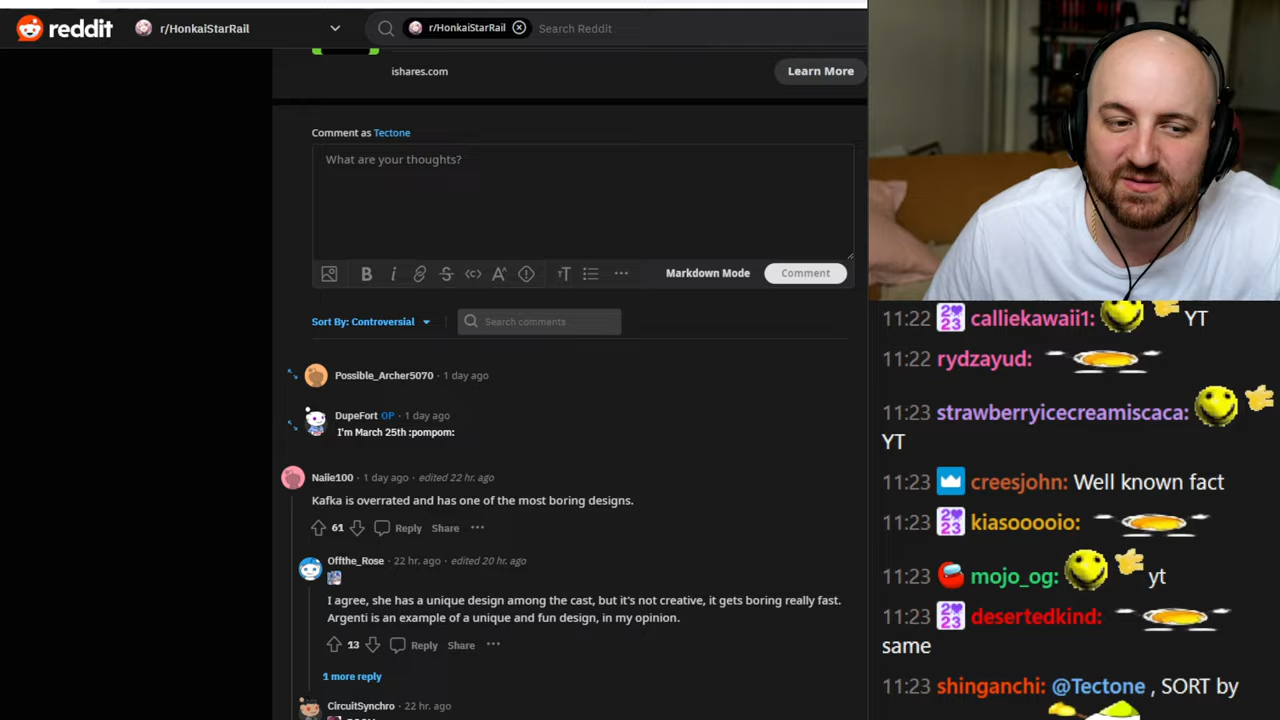 reddit
r/HonkaiStarRail
r/HonkaiStarRail
Search Reddit
ishares.com
Learn More
Comment as Tectone
What are your thoughts?
B i
Markdown Mode
Comment
Sort By: Controversial
Search comments
Possible_Archer5070 · 1 day ago
DupeFort OP · 1 day ago
I'm March 25th :pompom:
Naiie100 · 1 day ago · edited 22 hr. ago
Kafka is overrated and has one of the most boring designs.
61 Reply Share
Offthe_Rose · 22 hr. ago · edited 20 hr. ago
I agree, she has a unique design among the cast, but it's not creative, it gets boring really fast.
Argenti is an example of a unique and fun design, in my opinion.
13 Reply Share
1 more reply
CircuitSynchro · 22 hr. ago
11:22 calliekawaii1: YT
11:22 rydzayud:
11:23 strawberryicecreamiscaca:
YT
11:23 creesjohn: Well known fact
11:23 kiasooooio:
11:23 mojo_og: yt
11:23 desertedkind:
same
11:23 shinganchi: @Tectone , SORT by